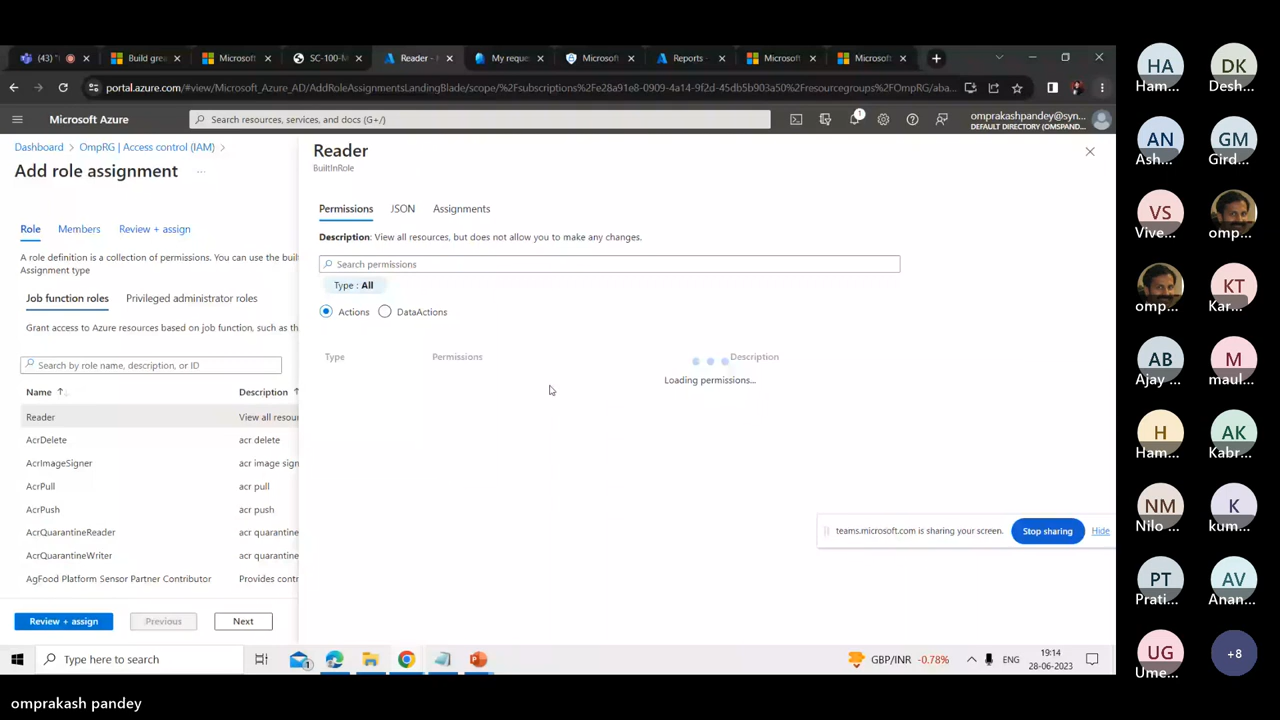 (43)
Build gre
Microsoft
SC-100-M
Reader -
My reque
Microsof
Reports -
Microsoft
Microsoft
portal.azure.com/#view/Microsoft_Azure_AD/AddRoleAssignmentsLandingBlade/scope/%2Fsubscriptions%2Fe28a91e8-0909-4a14-9f2d-45db5b903a50%2Fresourcegroups%2FOmpRG/aba...
Microsoft Azure
Search resources, services, and docs (G+/)
1
omprakashpandey@syn...
DEFAULT DIRECTORY (OMSPAND...
Dashboard > OmpRG | Access control (IAM) >
Add role assignment ...
Role Members Review + assign
A role definition is a collection of permissions. You can use the buil
Assignment type
Job function roles Privileged administrator roles
Grant access to Azure resources based on job function, such as th
Search by role name, description, or ID
Name ↑ Description ↑
Reader View all resou
AcrDelete acr delete
AcrImageSigner acr image sign
AcrPull acr pull
AcrPush acr push
AcrQuarantineReader acr quarantine
AcrQuarantineWriter acr quarantine
AgFood Platform Sensor Partner Contributor Provides contr
Review + assign Previous Next
Reader
BuiltInRole
Permissions JSON Assignments
Description: View all resources, but does not allow you to make any changes.
Search permissions
Type : All
Actions DataActions
Type Permissions Description
Loading permissions...
teams.microsoft.com is sharing your screen. Stop sharing Hide
Type here to search
1
GBP/INR -0.78%
ENG
19:14
28-06-2023
HA
Ham...
DK
Desh...
AN
Ash...
GM
Gird...
VS
Vive...
omp...
omp...
KT
Kar...
AB
Ajay ...
M
maul...
H
Ham...
AK
Kabr...
NM
Nilo ...
K
kum...
PT
Prati...
AV
Anan...
UG
Ume...
+8
omprakash pandey